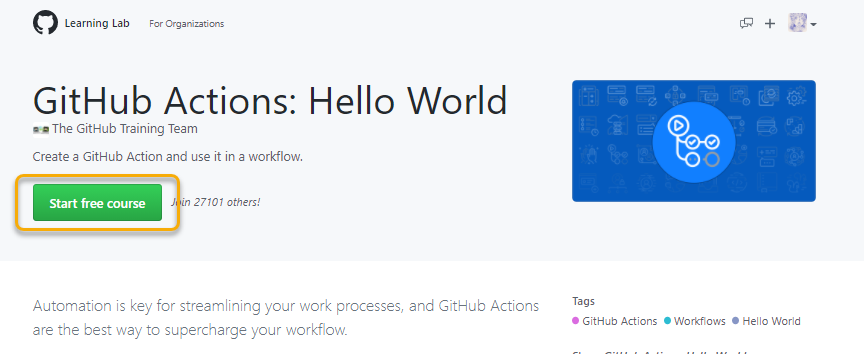 Learning Lab For Organizations
GitHub Actions: Hello World
The GitHub Training Team
Create a GitHub Action and use it in a workflow.
Start free course
Join 27101 others!
Automation is key for streamlining your work processes, and GitHub Actions
are the best way to supercharge your workflow.
Tags
GitHub Actions Workflows Hello World